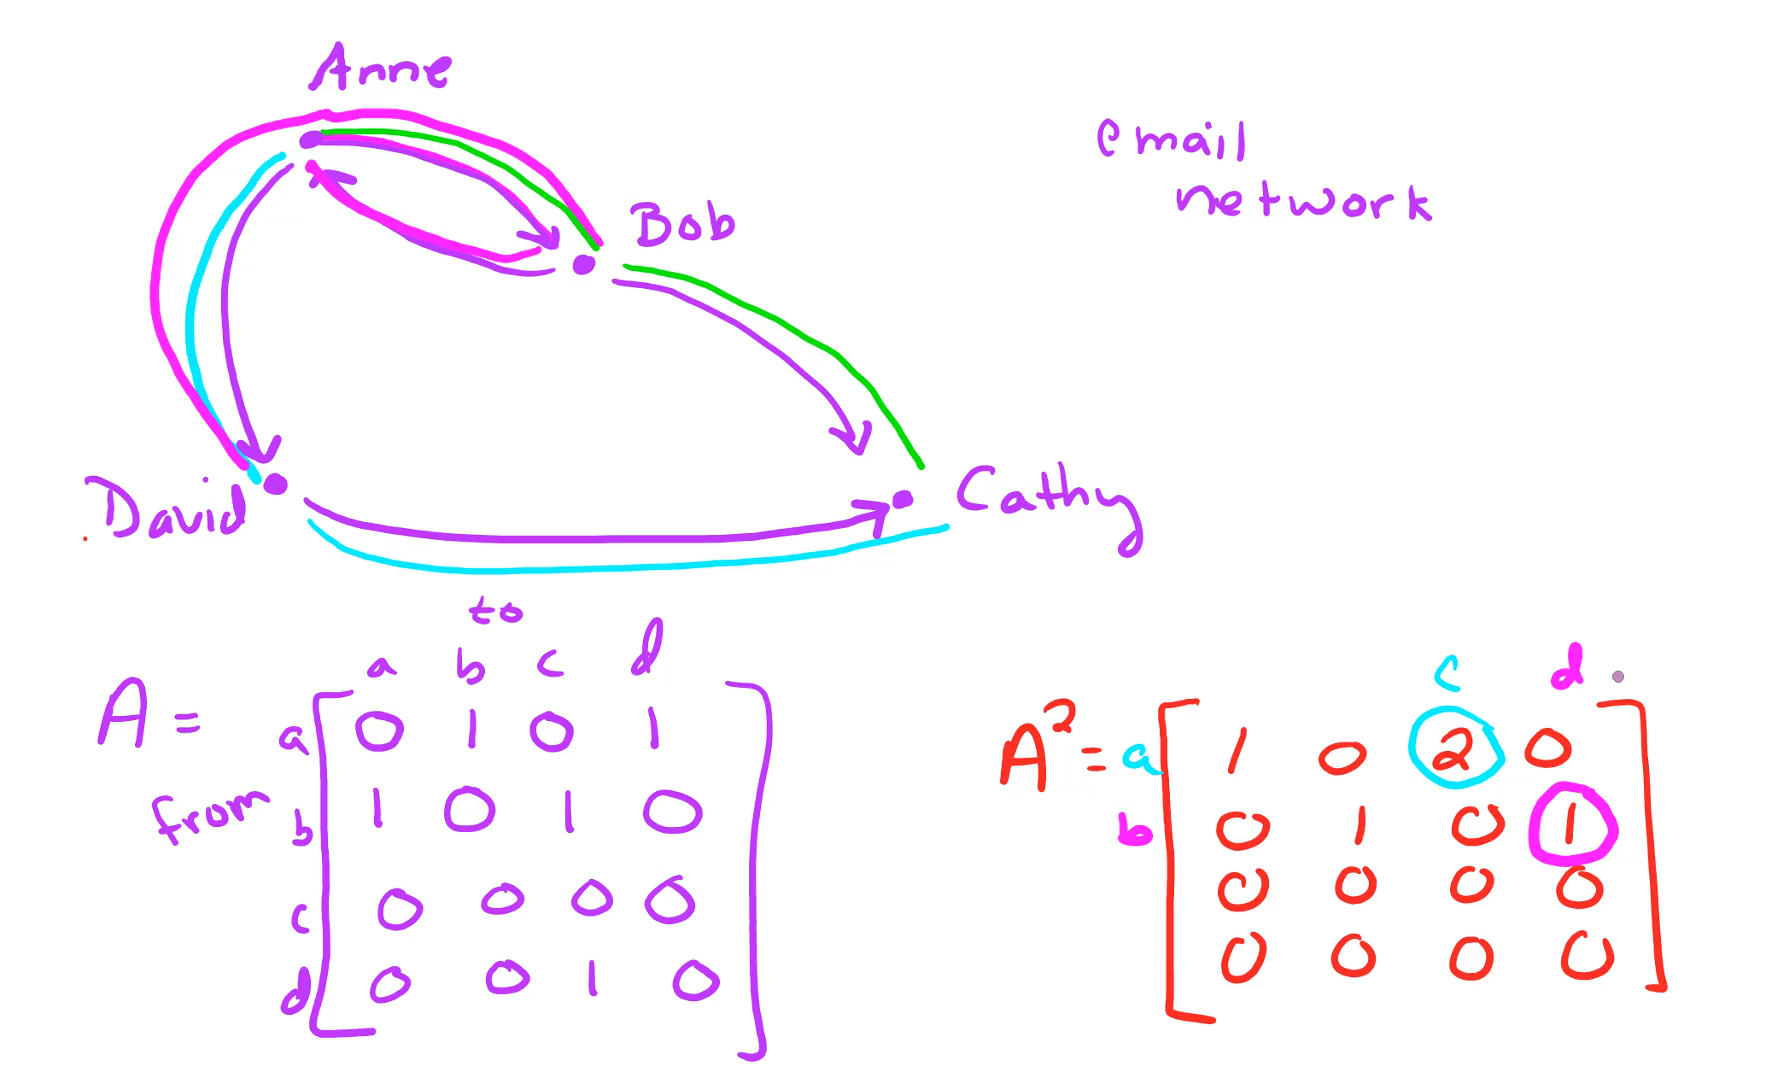 Anne
email
network
Bob
David
Cathy
to
a b c d
A = a 0 1 0 1
from b 1 0 1 0
c 0 0 0 0
d 0 0 1 0
c d
A² = a 1 0 2 0
b 0 1 0 1
0 0 0 0
0 0 0 0